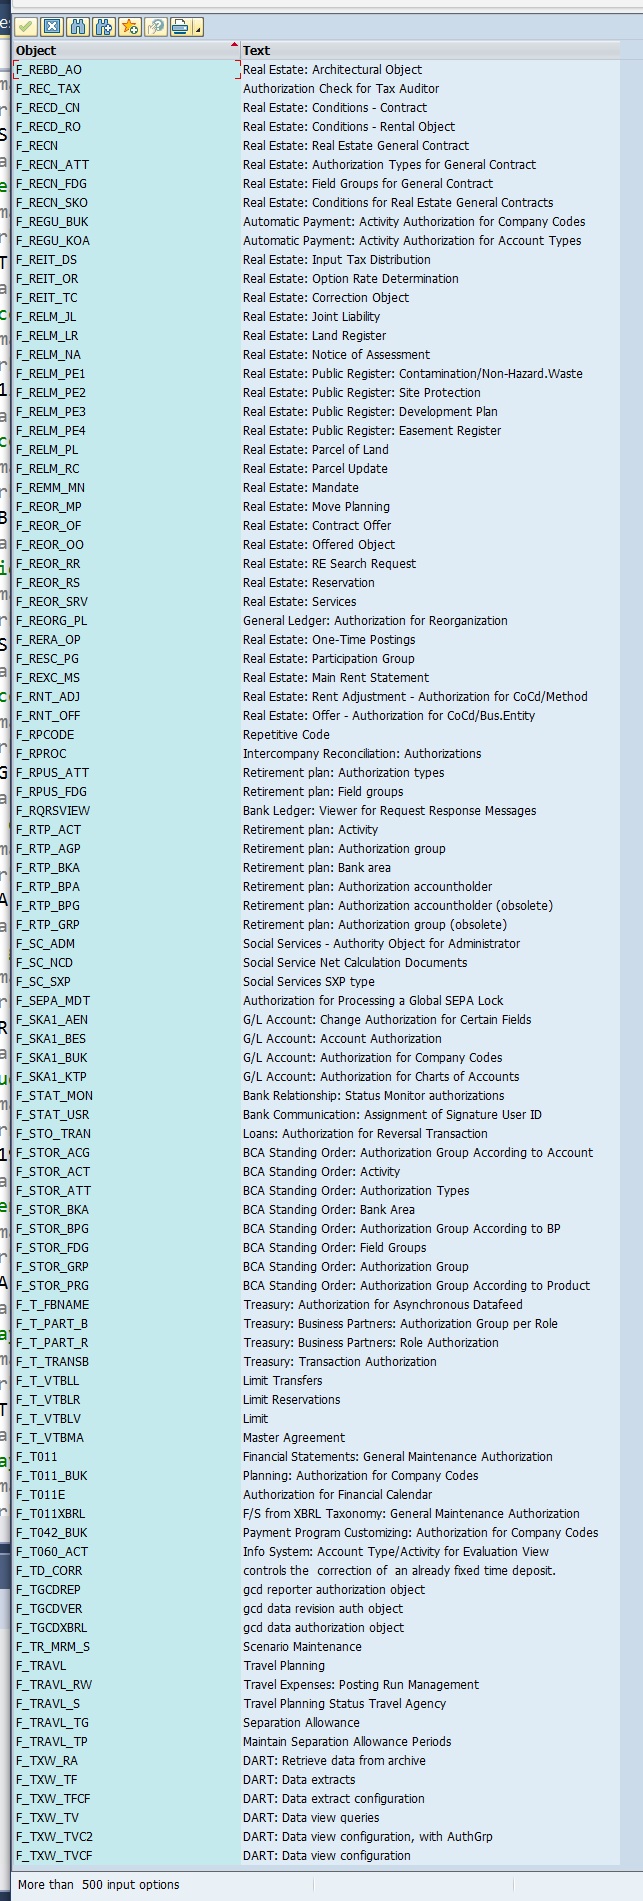 Object Text
F_REBD_AO Real Estate: Architectural Object
F_REC_TAX Authorization Check for Tax Auditor
F_RECD_CN Real Estate: Conditions - Contract
F_RECD_RO Real Estate: Conditions - Rental Object
F_RECN Real Estate: Real Estate General Contract
F_RECN_ATT Real Estate: Authorization Types for General Contract
F_RECN_FDG Real Estate: Field Groups for General Contract
F_RECN_SKO Real Estate: Conditions for Real Estate General Contracts
F_REGU_BUK Automatic Payment: Activity Authorization for Company Codes
F_REGU_KOA Automatic Payment: Activity Authorization for Account Types
F_REIT_DS Real Estate: Input Tax Distribution
F_REIT_OR Real Estate: Option Rate Determination
F_REIT_TC Real Estate: Correction Object
F_RELM_JL Real Estate: Joint Liability
F_RELM_LR Real Estate: Land Register
F_RELM_NA Real Estate: Notice of Assessment
F_RELM_PE1 Real Estate: Public Register: Contamination/Non-Hazard.Waste
F_RELM_PE2 Real Estate: Public Register: Site Protection
F_RELM_PE3 Real Estate: Public Register: Development Plan
F_RELM_PE4 Real Estate: Public Register: Easement Register
F_RELM_PL Real Estate: Parcel of Land
F_RELM_RC Real Estate: Parcel Update
F_REMM_MN Real Estate: Mandate
F_REOR_MP Real Estate: Move Planning
F_REOR_OF Real Estate: Contract Offer
F_REOR_OO Real Estate: Offered Object
F_REOR_RR Real Estate: RE Search Request
F_REOR_RS Real Estate: Reservation
F_REOR_SRV Real Estate: Services
F_REORG_PL General Ledger: Authorization for Reorganization
F_RERA_OP Real Estate: One-Time Postings
F_RESC_PG Real Estate: Participation Group
F_REXC_MS Real Estate: Main Rent Statement
F_RNT_ADJ Real Estate: Rent Adjustment - Authorization for CoCd/Method
F_RNT_OFF Real Estate: Offer - Authorization for CoCd/Bus.Entity
F_RPCODE Repetitive Code
F_RPROC Intercompany Reconciliation: Authorizations
F_RPUS_ATT Retirement plan: Authorization types
F_RPUS_FDG Retirement plan: Field groups
F_RQRSVIEW Bank Ledger: Viewer for Request Response Messages
F_RTP_ACT Retirement plan: Activity
F_RTP_AGP Retirement plan: Authorization group
F_RTP_BKA Retirement plan: Bank area
F_RTP_BPA Retirement plan: Authorization accountholder
F_RTP_BPG Retirement plan: Authorization accountholder (obsolete)
F_RTP_GRP Retirement plan: Authorization group (obsolete)
F_SC_ADM Social Services - Authority Object for Administrator
F_SC_NCD Social Service Net Calculation Documents
F_SC_SXP Social Services SXP type
F_SEPA_MDT Authorization for Processing a Global SEPA Lock
F_SKA1_AEN G/L Account: Change Authorization for Certain Fields
F_SKA1_BES G/L Account: Account Authorization
F_SKA1_BUK G/L Account: Authorization for Company Codes
F_SKA1_KTP G/L Account: Authorization for Charts of Accounts
F_STAT_MON Bank Relationship: Status Monitor authorizations
F_STAT_USR Bank Communication: Assignment of Signature User ID
F_STO_TRAN Loans: Authorization for Reversal Transaction
F_STOR_ACG BCA Standing Order: Authorization Group According to Account
F_STOR_ACT BCA Standing Order: Activity
F_STOR_ATT BCA Standing Order: Authorization Types
F_STOR_BKA BCA Standing Order: Bank Area
F_STOR_BPG BCA Standing Order: Authorization Group According to BP
F_STOR_FDG BCA Standing Order: Field Groups
F_STOR_GRP BCA Standing Order: Authorization Group
F_STOR_PRG BCA Standing Order: Authorization Group According to Product
F_T_FBNAME Treasury: Authorization for Asynchronous Datafeed
F_T_PART_B Treasury: Business Partners: Authorization Group per Role
F_T_PART_R Treasury: Business Partners: Role Authorization
F_T_TRANSB Treasury: Transaction Authorization
F_T_VTBLL Limit Transfers
F_T_VTBLR Limit Reservations
F_T_VTBLV Limit
F_T_VTBMA Master Agreement
F_T011 Financial Statements: General Maintenance Authorization
F_T011_BUK Planning: Authorization for Company Codes
F_T011E Authorization for Financial Calendar
F_T011XBRL F/S from XBRL Taxonomy: General Maintenance Authorization
F_T042_BUK Payment Program Customizing: Authorization for Company Codes
F_T060_ACT Info System: Account Type/Activity for Evaluation View
F_TD_CORR controls the correction of an already fixed time deposit.
F_TGCDREP gcd reporter authorization object
F_TGCDVER gcd data revision auth object
F_TGCDXBRL gcd data authorization object
F_TR_MRM_S Scenario Maintenance
F_TRAVL Travel Planning
F_TRAVL_RW Travel Expenses: Posting Run Management
F_TRAVL_S Travel Planning Status Travel Agency
F_TRAVL_TG Separation Allowance
F_TRAVL_TP Maintain Separation Allowance Periods
F_TXW_RA DART: Retrieve data from archive
F_TXW_TF DART: Data extracts
F_TXW_TFCF DART: Data extract configuration
F_TXW_TV DART: Data view queries
F_TXW_TVC2 DART: Data view configuration, with AuthGrp
F_TXW_TVCF DART: Data view configuration
More than 500 input options